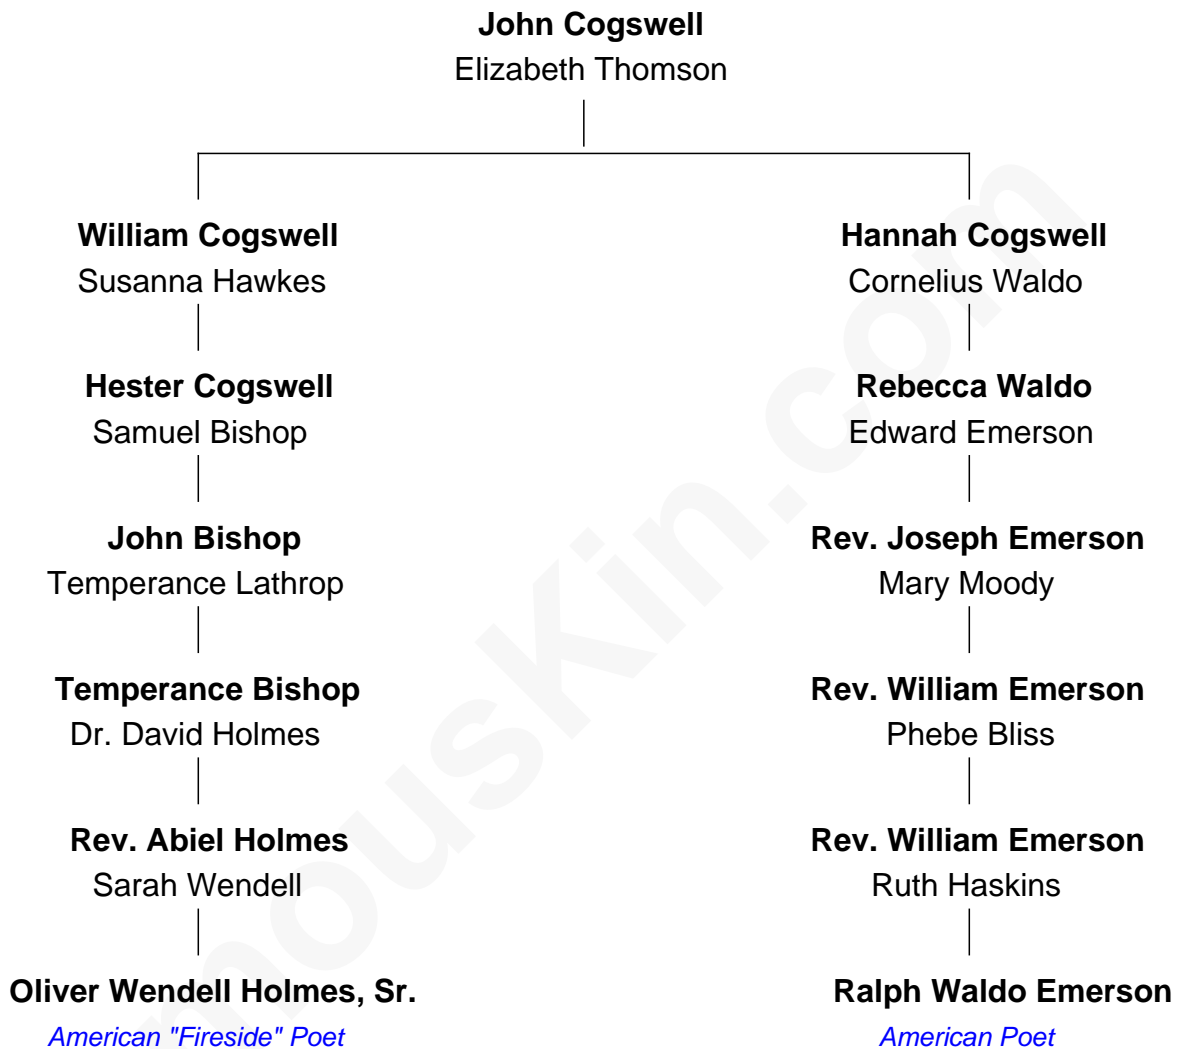 John Cogswell
Elizabeth Thomson
William Cogswell
Susanna Hawkes
Hester Cogswell
Samuel Bishop
John Bishop
Temperance Lathrop
Temperance Bishop
Dr. David Holmes
Rev. Abiel Holmes
Sarah Wendell
Oliver Wendell Holmes, Sr.
American "Fireside" Poet
Hannah Cogswell
Cornelius Waldo
Rebecca Waldo
Edward Emerson
Rev. Joseph Emerson
Mary Moody
Rev. William Emerson
Phebe Bliss
Rev. William Emerson
Ruth Haskins
Ralph Waldo Emerson
American Poet
mousKin.com